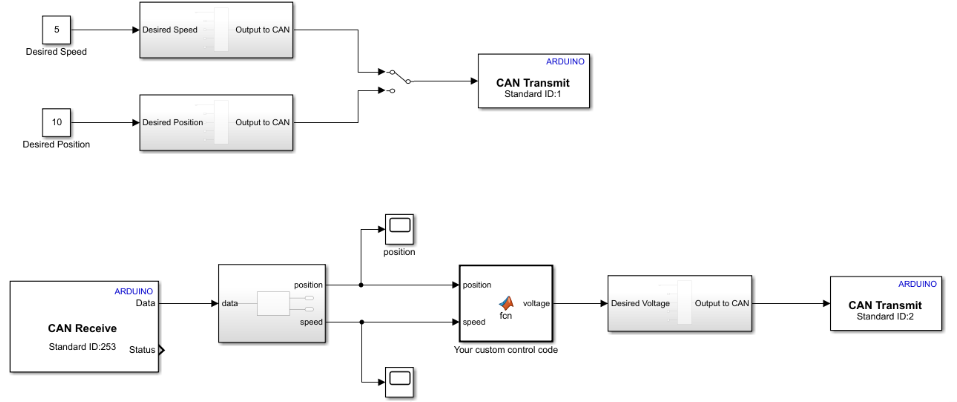 5
Desired Speed
Desired Speed
Output to CAN
ARDUINO
CAN Transmit
Standard ID:1
10
Desired Position
Desired Position
Output to CAN
position
ARDUINO
Data
CAN Receive
Standard ID:253
Status
data
position
speed
position
speed
fcn
voltage
Your custom control code
Desired Voltage
Output to CAN
ARDUINO
CAN Transmit
Standard ID:2